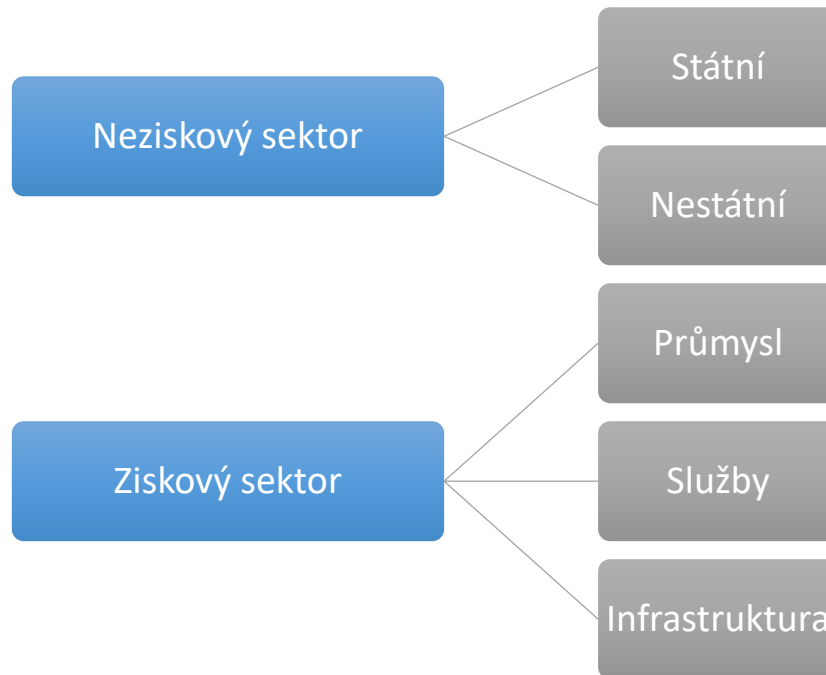 Neziskový sektor
Státní
Nestátní
Ziskový sektor
Průmysl
Služby
Infrastruktura